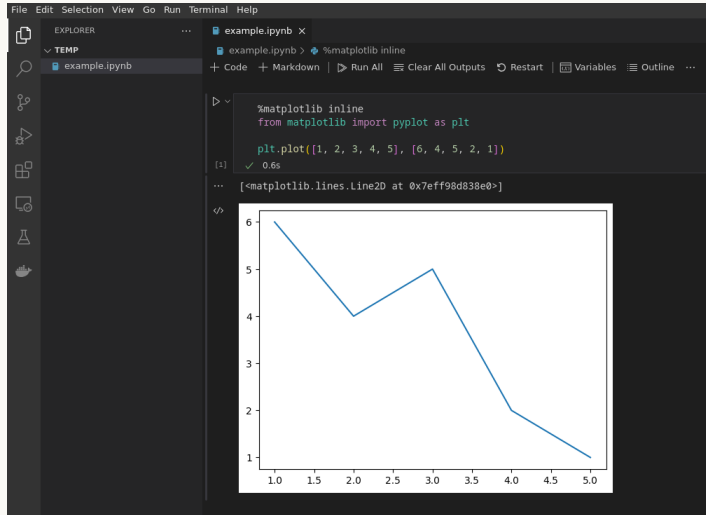 File Edit Selection View Go Run Terminal Help
EXPLORER ...
TEMP
example.ipynb
example.ipynb ×
example.ipynb > %matplotlib inline
+ Code + Markdown | Run All Clear All Outputs Restart | Variables Outline ...
%matplotlib inline
from matplotlib import pyplot as plt
plt.plot([1, 2, 3, 4, 5], [6, 4, 5, 2, 1])
[1] ✓ 0.6s
... [<matplotlib.lines.Line2D at 0x7eff98d838e0>]
</>
6
5
4
3
2
1
1.0 1.5 2.0 2.5 3.0 3.5 4.0 4.5 5.0